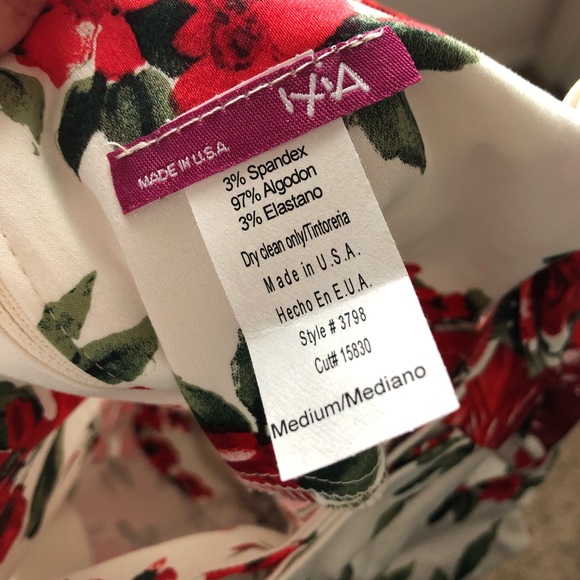 IXIA
MADE IN U.S.A.
3% Spandex
97% Algodon
3% Elastano
Dry clean only/Tintoreria
Made in U.S.A.
Hecho En E.U.A.
Style # 3798
Cut# 15830
Medium/Mediano